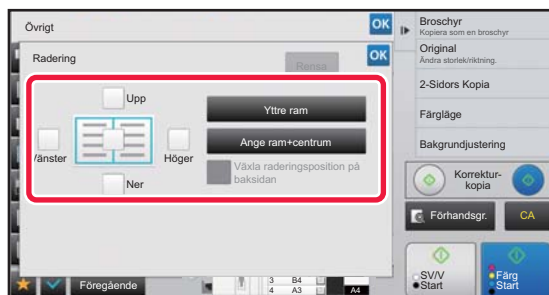 Övrigt
OK
Radering
Rensa
OK
Upp
Vänster
Höger
Ner
Yttre ram
Ange ram+centrum
Växla raderingsposition på
baksidan
Föregående
3 B4
4 A3
A4
Broschyr
Kopiera som en broschyr
Original
Ändra storlek/riktning.
2-Sidors Kopia
Färgläge
Bakgrundjustering
Korrektur-
kopia
Förhandsgr.
CA
SV/V
Start
Färg
Start